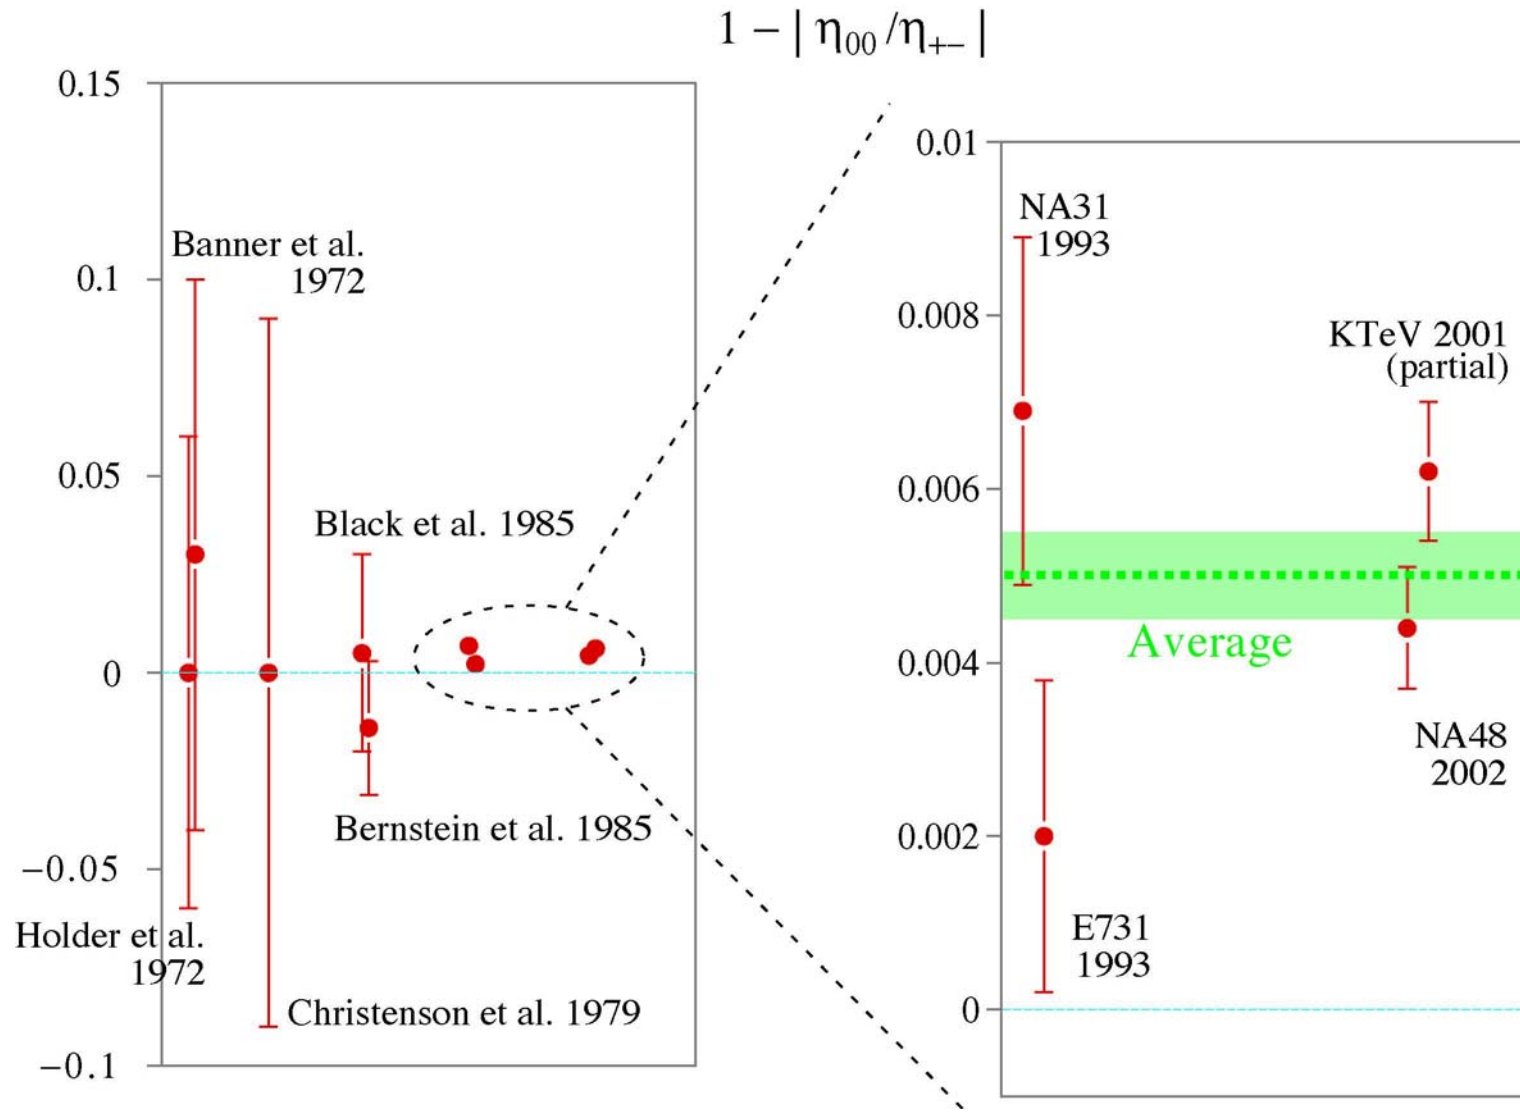 1 − | η00 /η+− |
0.15
0.1
0.05
0
−0.05
−0.1
Banner et al.
1972
Black et al. 1985
Bernstein et al. 1985
Holder et al.
1972
Christenson et al. 1979
0.01
0.008
0.006
0.004
0.002
0
NA31
1993
KTeV 2001
(partial)
Average
NA48
2002
E731
1993